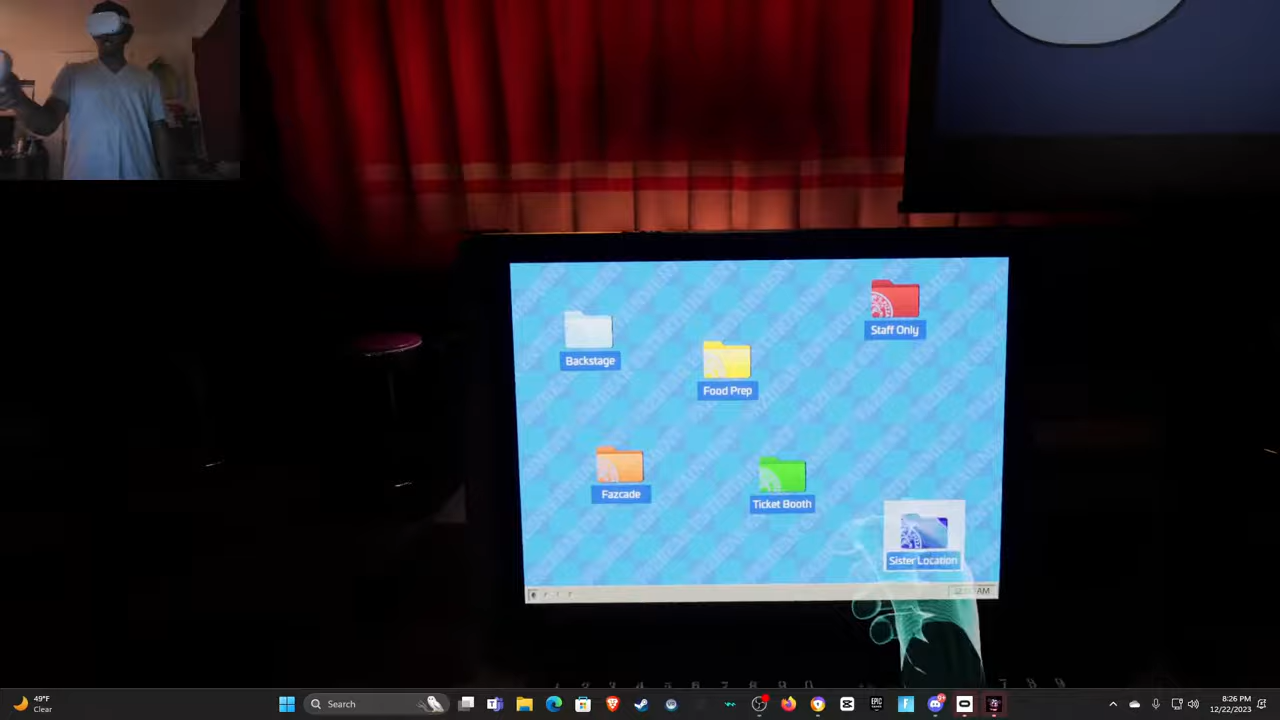 Staff Only
Backstage
Food Prep
Fazcade
Ticket Booth
Sister Location
AM
49°F
Clear
Search
8:26 PM
12/22/2023